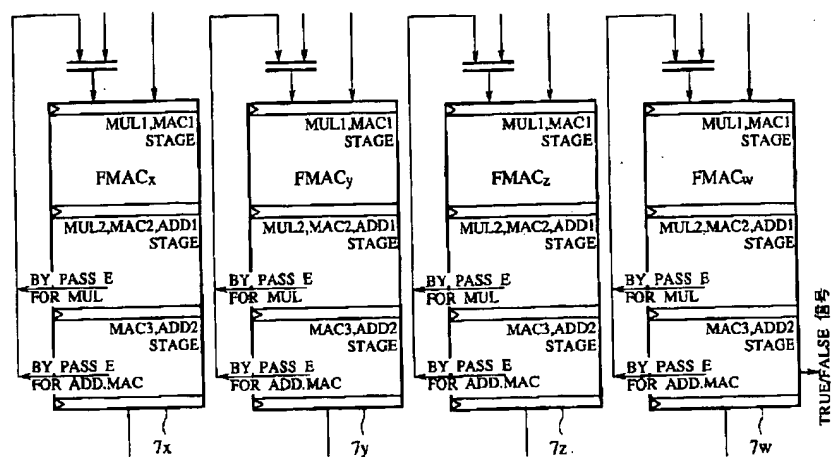 MUL1,MAC1
STAGE
FMACx
MUL2,MAC2,ADD1
STAGE
BY PASS E
FOR MUL
MAC3,ADD2
STAGE
BY PASS E
FOR ADD.MAC
7x
MUL1,MAC1
STAGE
FMACy
MUL2,MAC2,ADD1
STAGE
BY PASS E
FOR MUL
MAC3,ADD2
STAGE
BY PASS E
FOR ADD.MAC
7y
MUL1,MAC1
STAGE
FMACz
MUL2,MAC2,ADD1
STAGE
BY PASS E
FOR MUL
MAC3,ADD2
STAGE
BY PASS E
FOR ADD.MAC
7z
MUL1,MAC1
STAGE
FMACw
MUL2,MAC2,ADD1
STAGE
BY PASS E
FOR MUL
MAC3,ADD2
STAGE
BY PASS E
FOR ADD.MAC
7w
TRUE/FALSE 信号